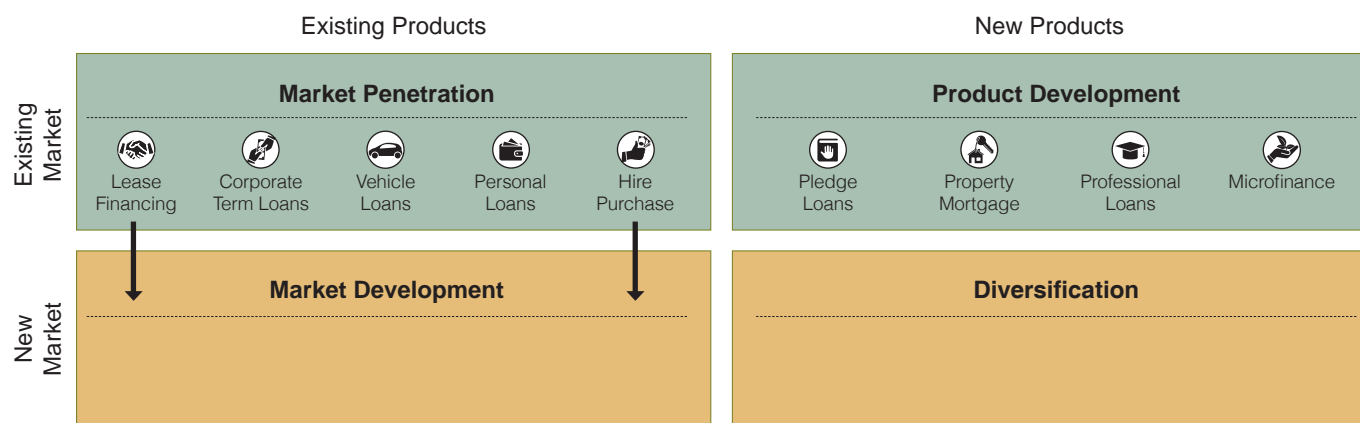 Existing Products
New Products
Existing
Market
Market Penetration
Lease
Financing
Corporate
Term Loans
Vehicle
Loans
Personal
Loans
Hire
Purchase
Product Development
Pledge
Loans
Property
Mortgage
Professional
Loans
Microfinance
New
Market
Market Development
Diversification